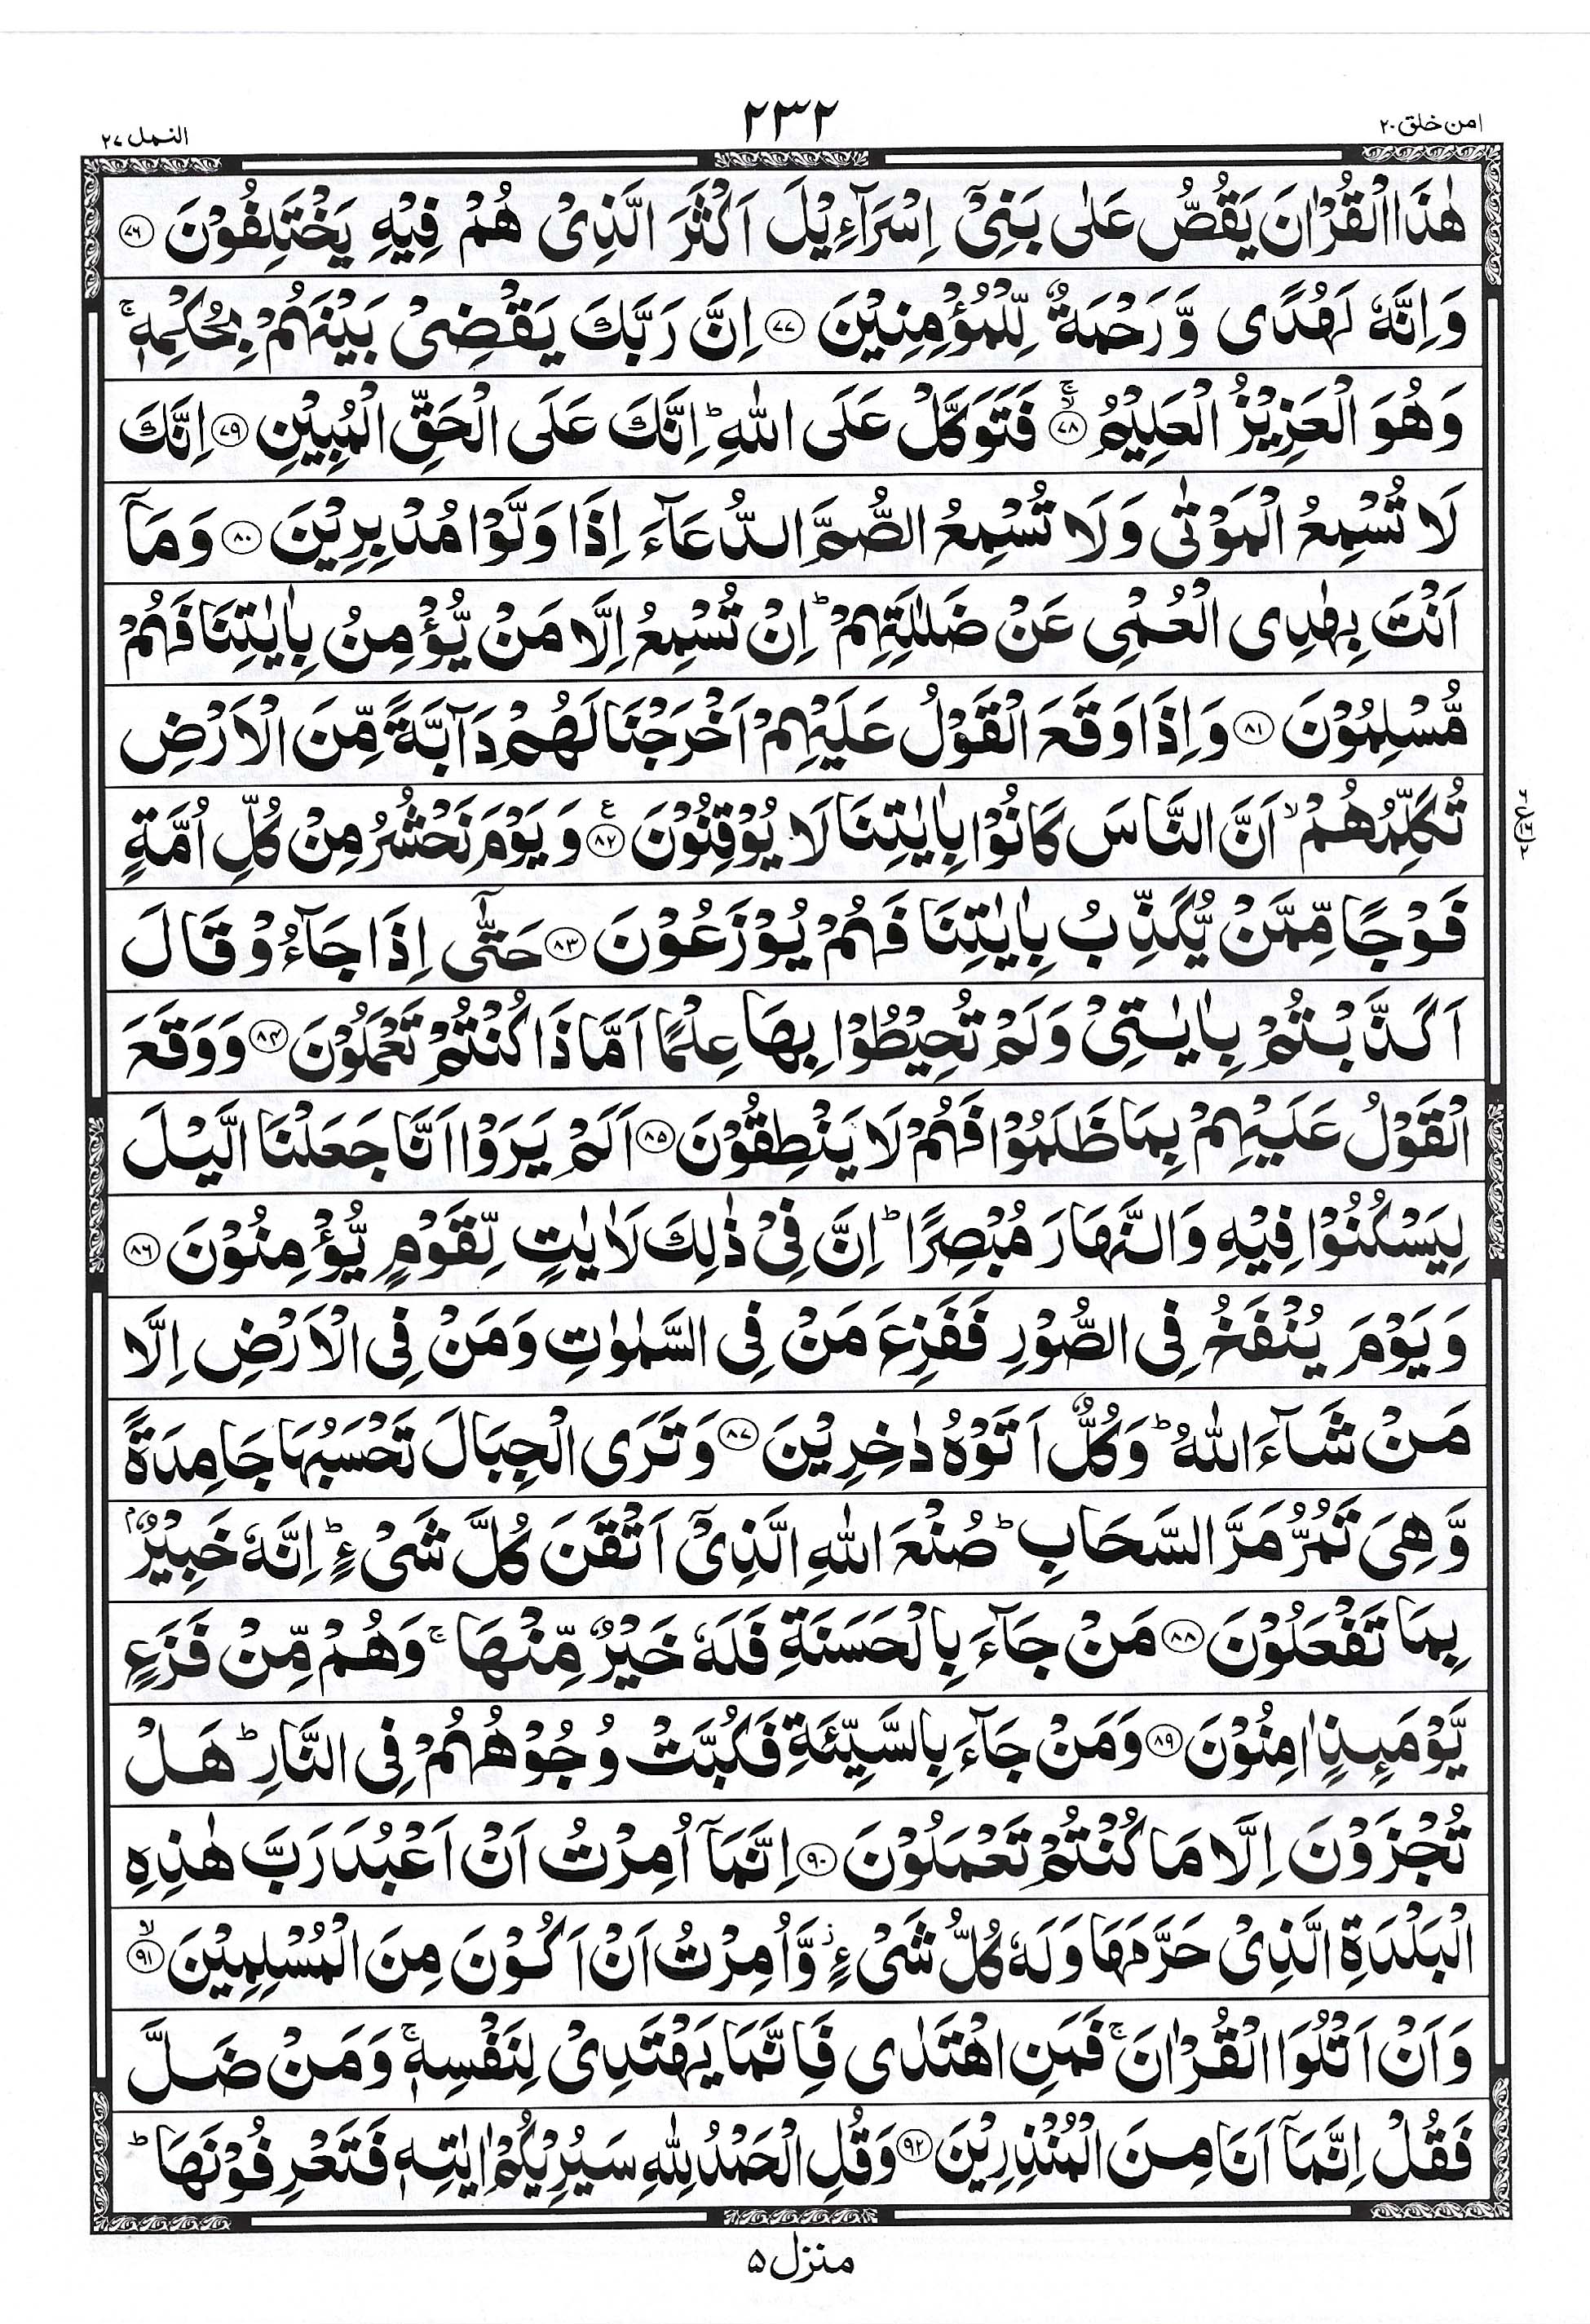 امن خلق ٢٠
٢٣٢
النمل ٢٧
هٰذَا الْقُرْاٰنَ يَقُصُّ عَلٰى بَنِىْۤ اِسْرَآءِيْلَ اَكْثَرَ الَّذِىْ هُمْ فِيْهِ يَخْتَلِفُوْنَ ﴿٧٦﴾
وَاِنَّهٗ لَهُدًى وَّرَحْمَةٌ لِّلْمُؤْمِنِيْنَ ﴿٧٧﴾ اِنَّ رَبَّكَ يَقْضِىْ بَيْنَهُمْ بِحُكْمِهٖ ۚ
وَهُوَ الْعَزِيْزُ الْعَلِيْمُ ﴿٧٨﴾ ۙۚ فَتَوَكَّلْ عَلَى اللّٰهِ ؕ اِنَّكَ عَلَى الْحَقِّ الْمُبِيْنِ ﴿٧٩﴾ اِنَّكَ
لَا تُسْمِعُ الْمَوْتٰى وَلَا تُسْمِعُ الصُّمَّ الدُّعَآءَ اِذَا وَلَّوْا مُدْبِرِيْنَ ﴿٨٠﴾ وَمَاۤ
اَنْتَ بِهٰدِى الْعُمْىِ عَنْ ضَلٰلَتِهِمْ ؕ اِنْ تُسْمِعُ اِلَّا مَنْ يُّؤْمِنُ بِاٰيٰتِنَا فَهُمْ
مُّسْلِمُوْنَ ﴿٨١﴾ وَاِذَا وَقَعَ الْقَوْلُ عَلَيْهِمْ اَخْرَجْنَا لَهُمْ دَآبَّةً مِّنَ الْاَرْضِ
تُكَلِّمُهُمْ ۙ اَنَّ النَّاسَ كَانُوْا بِاٰيٰتِنَا لَا يُوْقِنُوْنَ ﴿٨٢﴾ ع وَيَوْمَ نَحْشُرُ مِنْ كُلِّ اُمَّةٍ
فَوْجًا مِّمَّنْ يُّكَذِّبُ بِاٰيٰتِنَا فَهُمْ يُوْزَعُوْنَ ﴿٨٣﴾ حَتّٰٓى اِذَا جَآءُوْ قَالَ
اَكَذَّبْتُمْ بِاٰيٰتِىْ وَلَمْ تُحِيْطُوْا بِهَا عِلْمًا اَمَّا ذَا كُنْتُمْ تَعْمَلُوْنَ ﴿٨٤﴾ وَوَقَعَ
الْقَوْلُ عَلَيْهِمْ بِمَا ظَلَمُوْا فَهُمْ لَا يَنْطِقُوْنَ ﴿٨٥﴾ اَلَمْ يَرَوْا اَنَّا جَعَلْنَا الَّيْلَ
لِيَسْكُنُوْا فِيْهِ وَالنَّهَارَ مُبْصِرًا ؕ اِنَّ فِىْ ذٰلِكَ لَاٰيٰتٍ لِّقَوْمٍ يُّؤْمِنُوْنَ ﴿٨٦﴾
وَيَوْمَ يُنْفَخُ فِى الصُّوْرِ فَفَزِعَ مَنْ فِى السَّمٰوٰتِ وَمَنْ فِى الْاَرْضِ اِلَّا
مَنْ شَآءَ اللّٰهُ ؕ وَكُلٌّ اَتَوْهُ دٰخِرِيْنَ ﴿٨٧﴾ وَتَرَى الْجِبَالَ تَحْسَبُهَا جَامِدَةً
وَّهِىَ تَمُرُّ مَرَّ السَّحَابِ ؕ صُنْعَ اللّٰهِ الَّذِىْۤ اَتْقَنَ كُلَّ شَىْءٍ ؕ اِنَّهٗ خَبِيْرٌۢ
بِمَا تَفْعَلُوْنَ ﴿٨٨﴾ مَنْ جَآءَ بِالْحَسَنَةِ فَلَهٗ خَيْرٌ مِّنْهَا ۚ وَهُمْ مِّنْ فَزَعٍ
يَّوْمَئِذٍ اٰمِنُوْنَ ﴿٨٩﴾ وَمَنْ جَآءَ بِالسَّيِّئَةِ فَكُبَّتْ وُجُوْهُهُمْ فِى النَّارِ ؕ هَلْ
تُجْزَوْنَ اِلَّا مَا كُنْتُمْ تَعْمَلُوْنَ ﴿٩٠﴾ اِنَّمَاۤ اُمِرْتُ اَنْ اَعْبُدَ رَبَّ هٰذِهِ
الْبَلْدَةِ الَّذِىْ حَرَّمَهَا وَلَهٗ كُلُّ شَىْءٍ ز وَّاُمِرْتُ اَنْ اَكُوْنَ مِنَ الْمُسْلِمِيْنَ ﴿٩١﴾ ۙ
وَاَنْ اَتْلُوَا الْقُرْاٰنَ ۚ فَمَنِ اهْتَدٰى فَاِنَّمَا يَهْتَدِىْ لِنَفْسِهٖ ۚ وَمَنْ ضَلَّ
فَقُلْ اِنَّمَاۤ اَنَا مِنَ الْمُنْذِرِيْنَ ﴿٩٢﴾ وَقُلِ الْحَمْدُ لِلّٰهِ سَيُرِيْكُمْ اٰيٰتِهٖ فَتَعْرِفُوْنَهَا ؕ
منزل ٥